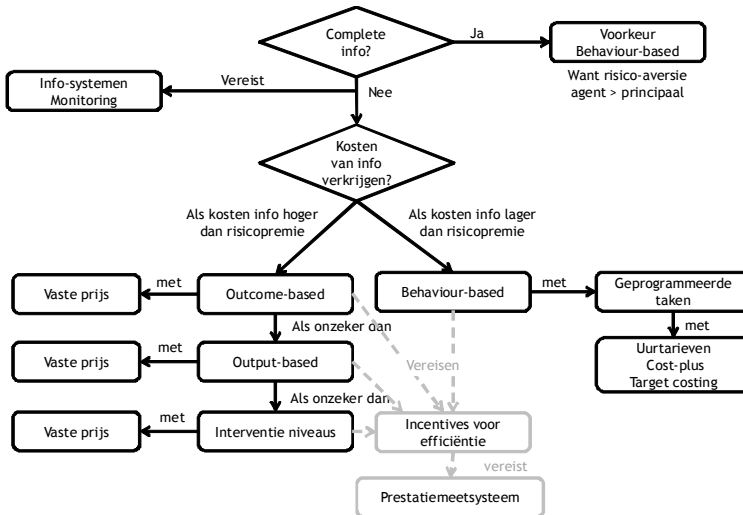 Complete
info?
Ja
Voorkeur
Behaviour-based
Want risico-aversie
agent > principaal
Info-systemen
Monitoring
Vereist
Nee
Kosten
van info
verkrijgen?
Als kosten info hoger
dan risicopremie
Als kosten info lager
dan risicopremie
Vaste prijs
met
Outcome-based
Behaviour-based
met
Geprogrammeerde
taken
Als onzeker dan
met
Vaste prijs
met
Output-based
Vereisen
Uurtarieven
Cost-plus
Target costing
Als onzeker dan
Vaste prijs
met
Interventie niveaus
Incentives voor
efficiëntie
vereist
Prestatiemeetsysteem